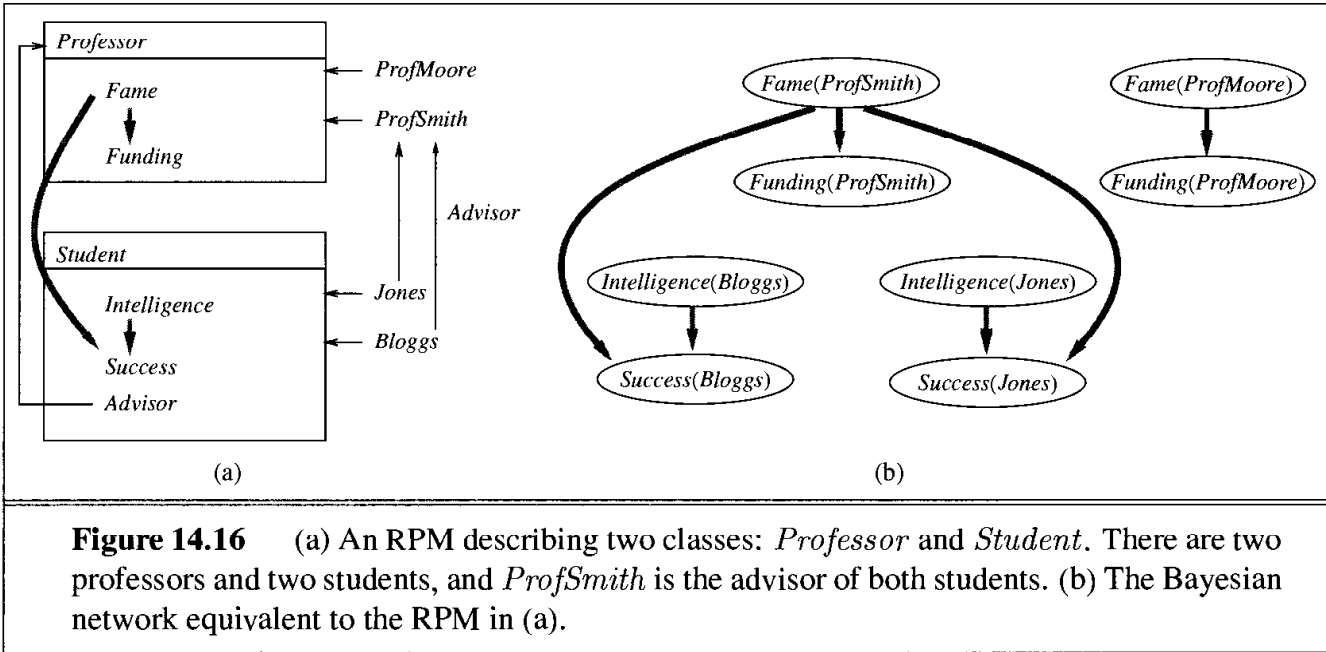 Professor
Fame
Funding
ProfMoore
ProfSmith
Advisor
Student
Intelligence
Success
Advisor
Jones
Bloggs
(a)
Fame(ProfSmith)
Fame(ProfMoore)
Funding(ProfSmith)
Funding(ProfMoore)
Intelligence(Bloggs)
Intelligence(Jones)
Success(Bloggs)
Success(Jones)
(b)
Figure 14.16 (a) An RPM describing two classes: Professor and Student. There are two
professors and two students, and ProfSmith is the advisor of both students. (b) The Bayesian
network equivalent to the RPM in (a).